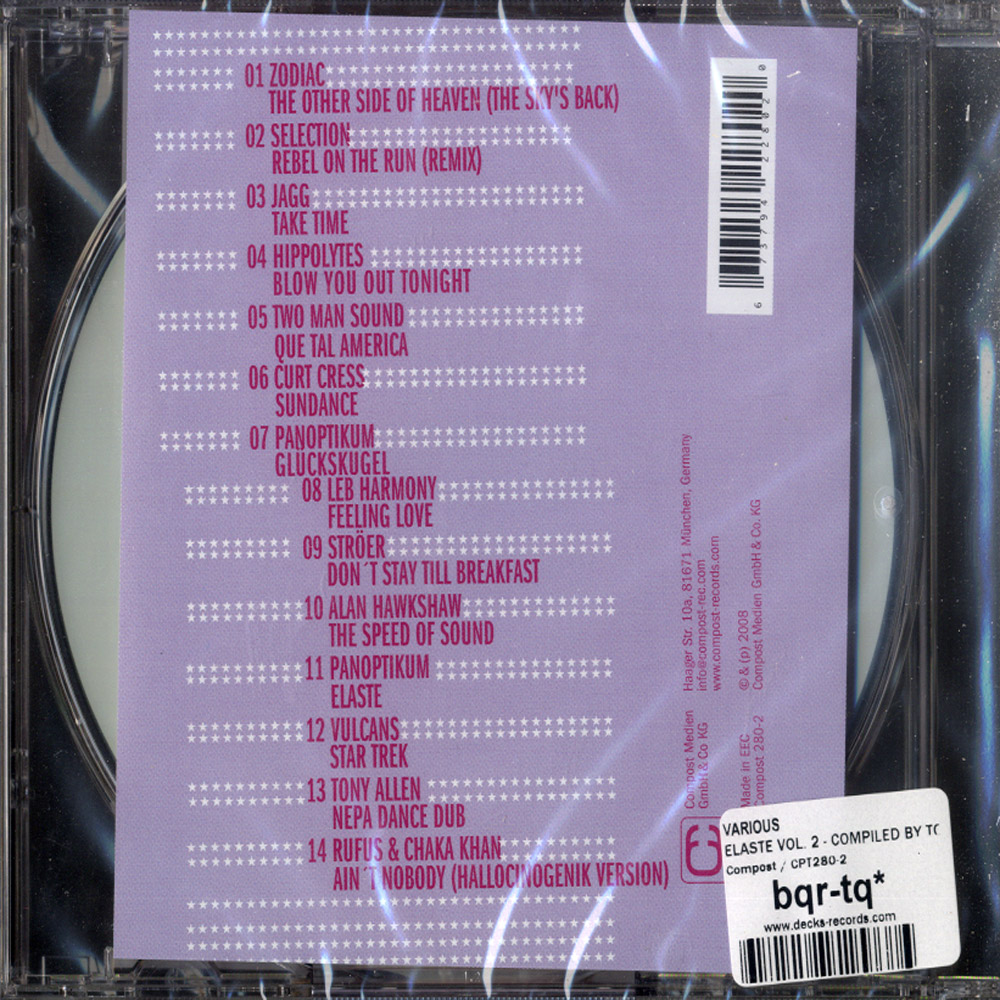 01 ZODIAC
THE OTHER SIDE OF HEAVEN (THE SKY'S BACK)
02 SELECTION
REBEL ON THE RUN (REMIX)
03 JAGG
TAKE TIME
04 HIPPOLYTES
BLOW YOU OUT TONIGHT
05 TWO MAN SOUND
QUE TAL AMERICA
06 CURT CRESS
SUNDANCE
07 PANOPTIKUM
GLÜCKSKUGEL
08 LEB HARMONY
FEELING LOVE
09 STRÖER
DON´T STAY TILL BREAKFAST
10 ALAN HAWKSHAW
THE SPEED OF SOUND
11 PANOPTIKUM
ELASTE
12 VULCANS
STAR TREK
13 TONY ALLEN
NEPA DANCE DUB
14 RUFUS & CHAKA KHAN
AIN´T NOBODY (HALLOCINOGENIK VERSION)
6 73794 22802 0
Compost Medien
GmbH & Co KG
Haager Str. 10a, 81671 München, Germany
info@compost-rec.com
www.compost-records.com
Made in EEC
Compost 280-2
© & (p) 2008
Compost Medien GmbH & Co. KG
VARIOUS
ELASTE VOL. 2 - COMPILED BY
Compost / CPT280-2
bqr-tq*
www.decks-records.com